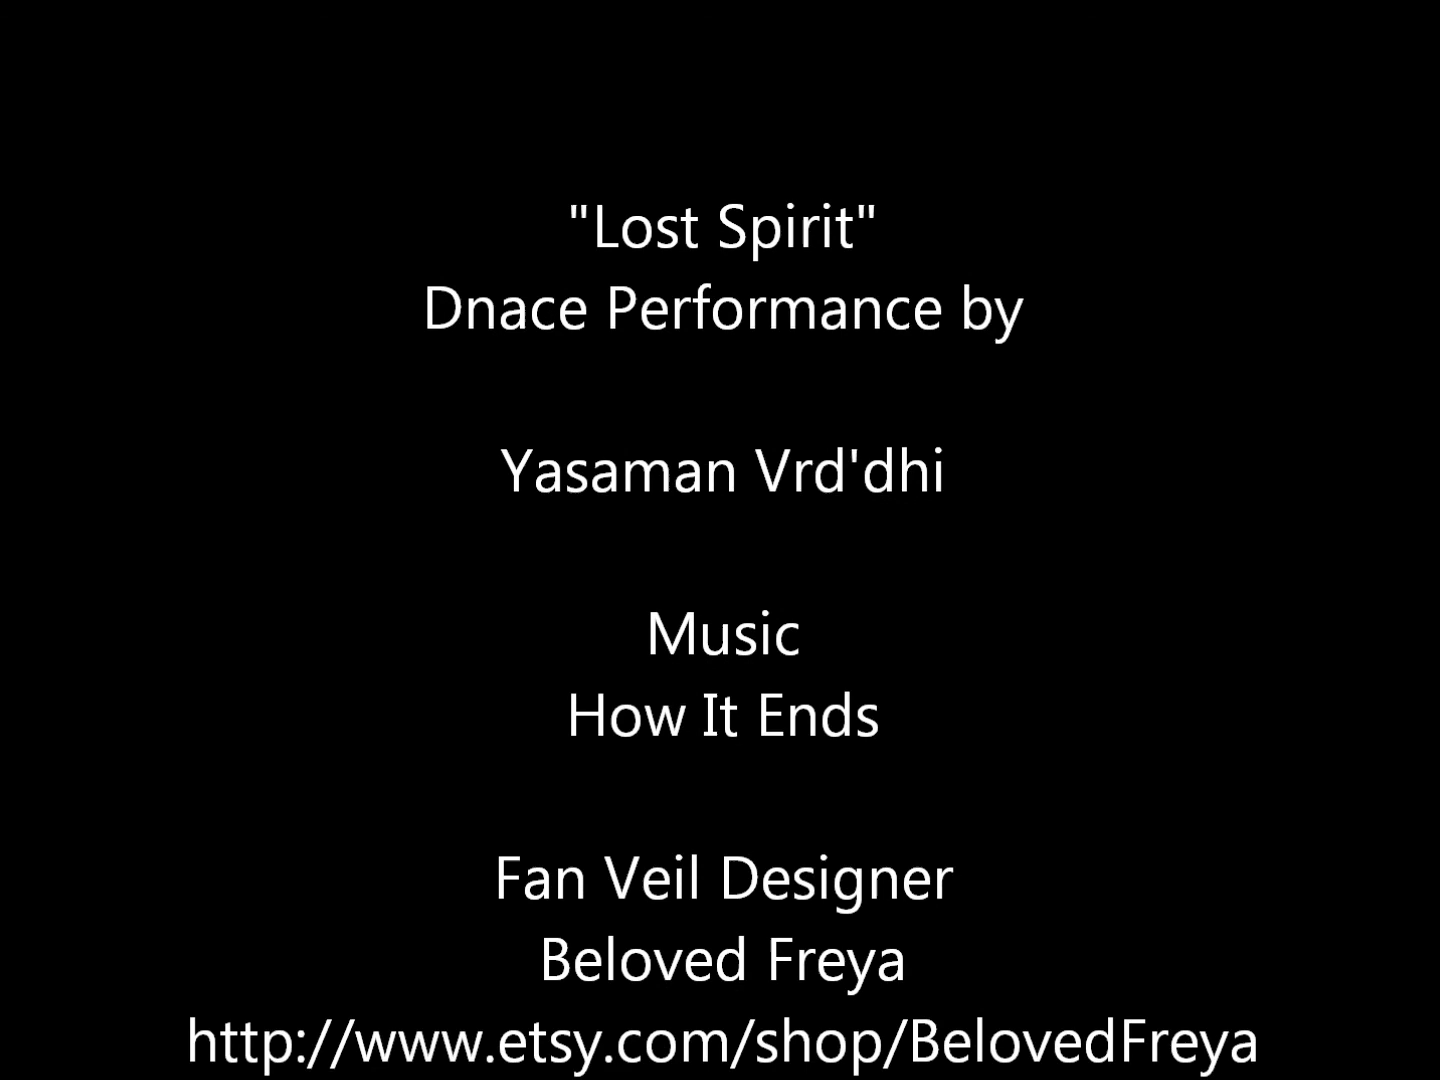 "Lost Spirit"
Dnace Performance by
Yasaman Vrd'dhi
Music
How It Ends
Fan Veil Designer
Beloved Freya
http://www.etsy.com/shop/BelovedFreya